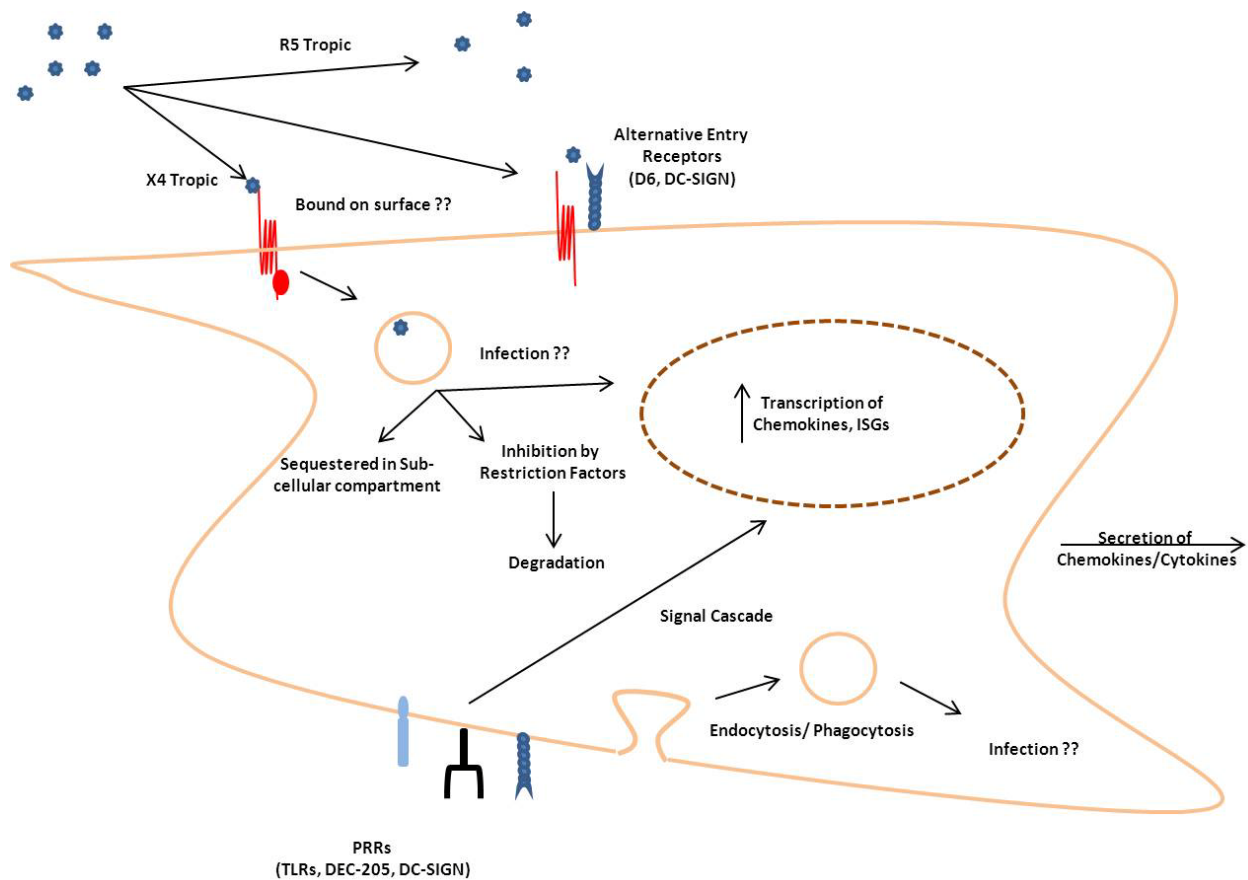 R5 Tropic
Alternative Entry
Receptors
(D6, DC-SIGN)
X4 Tropic
Bound on surface ??
Infection ??
Transcription of
Chemokines, ISGs
Sequestered in Sub-
cellular compartment
Inhibition by
Restriction Factors
Degradation
Secretion of
Chemokines/Cytokines
Signal Cascade
Endocytosis/ Phagocytosis
Infection ??
PRRs
(TLRs, DEC-205, DC-SIGN)